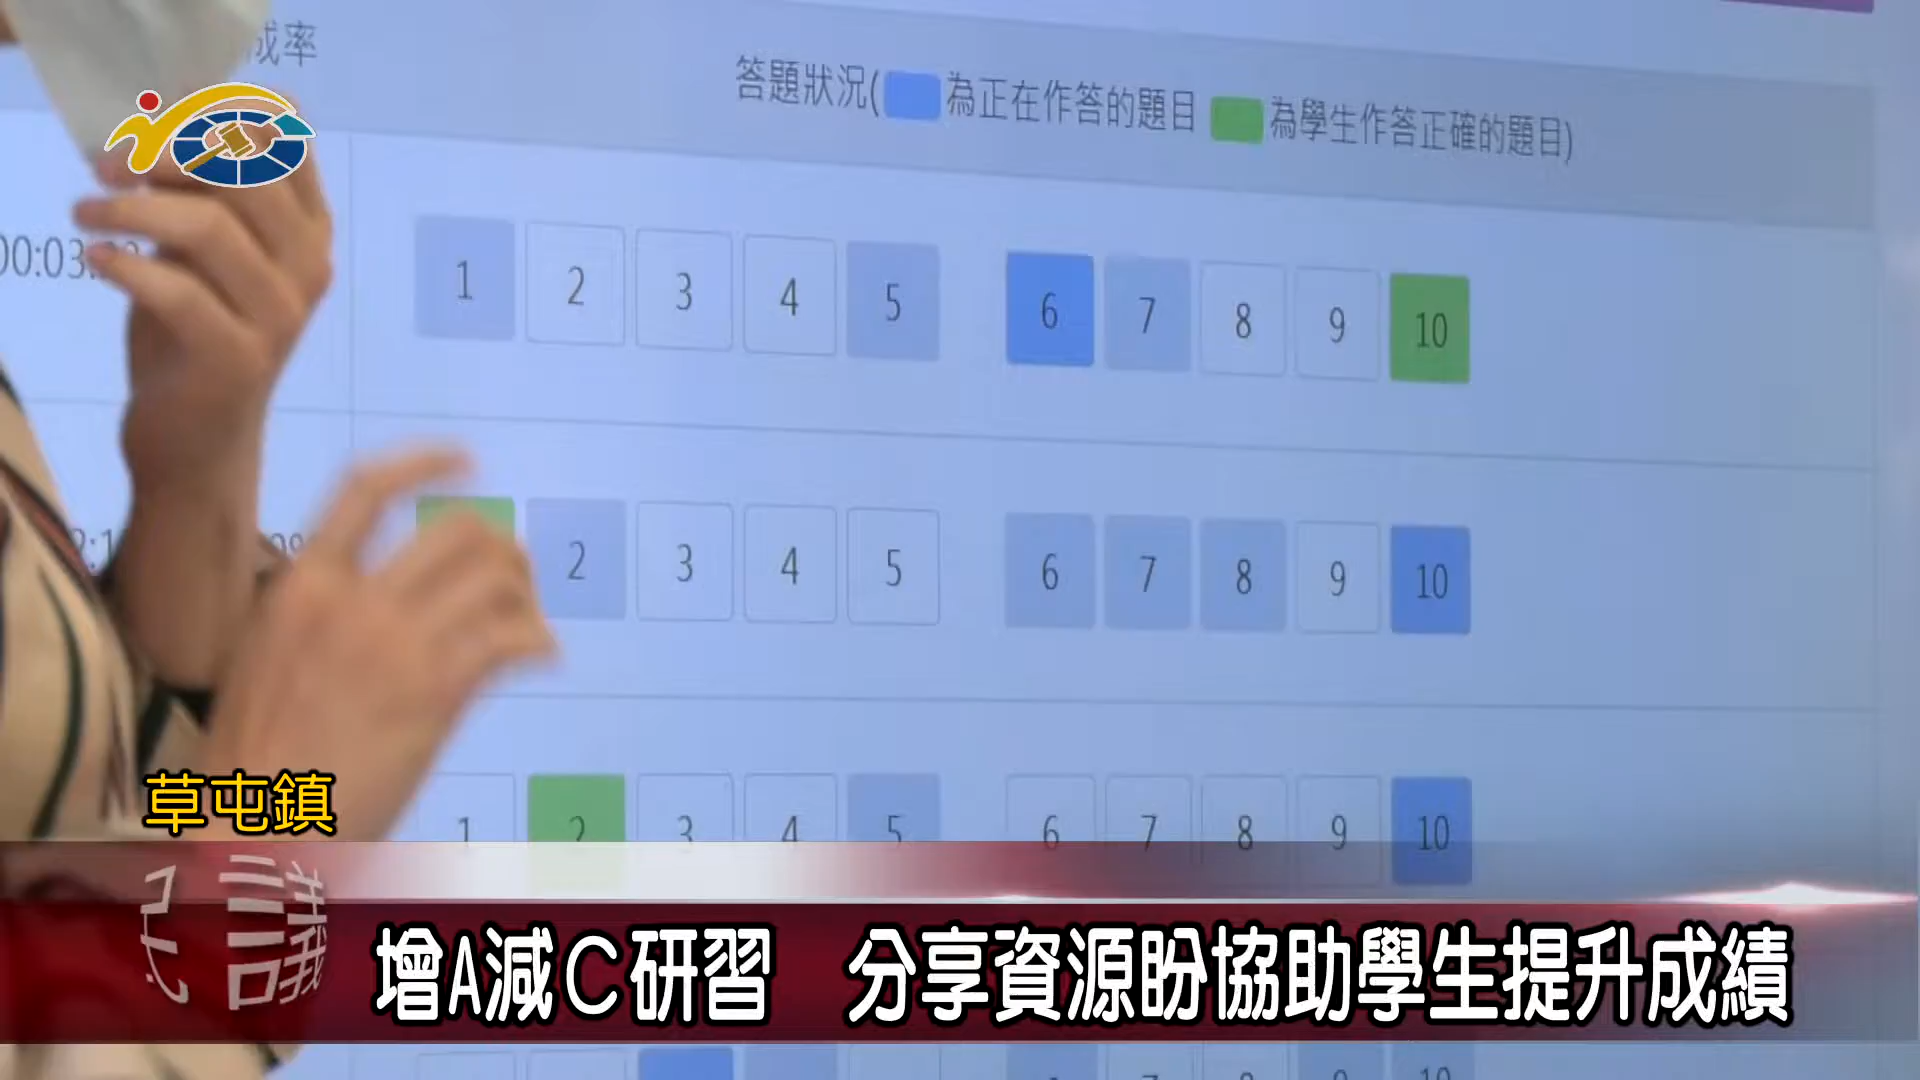 成率
答題狀況( 為正在作答的題目 為學生作答正確的題目)
00:03
1 2 3 4 5 6 7 8 9 10
2 3 4 5 6 7 8 9 10
1 2 3 4 5 6 7 8 9 10
草屯鎮
議
增A減C研習 分享資源盼協助學生提升成績
10